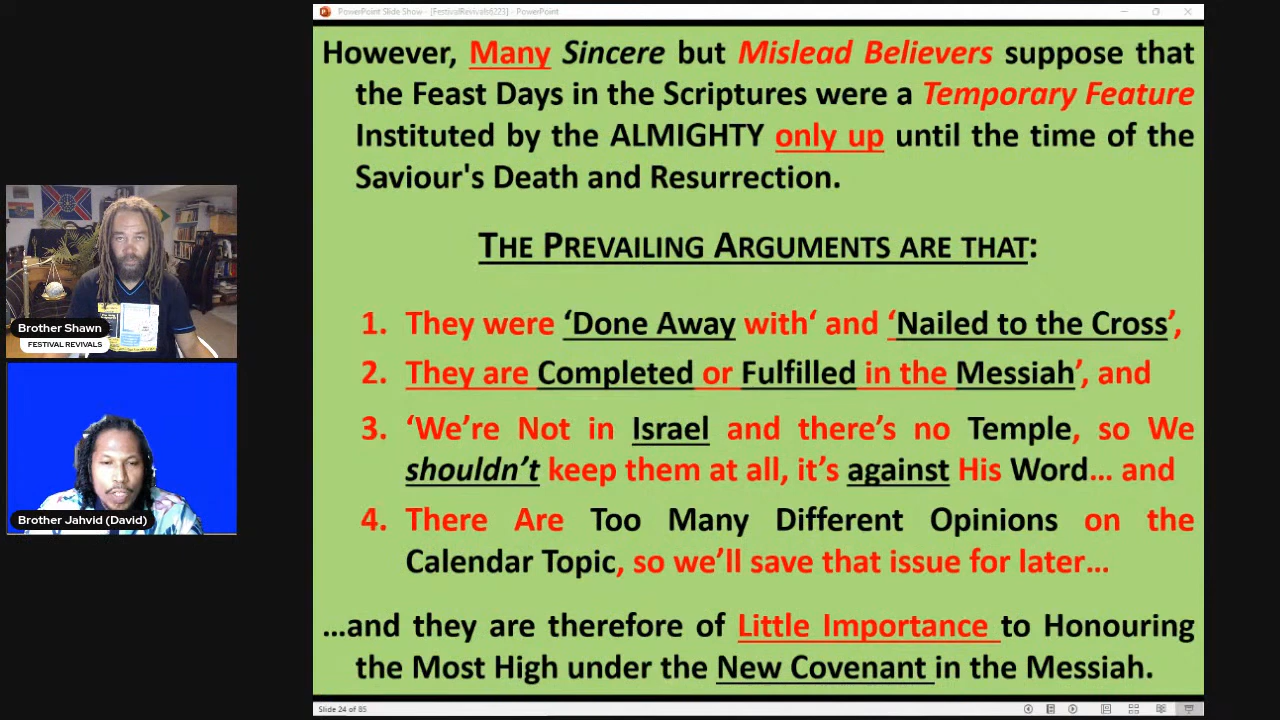 PowerPoint Slide Show - [FestivalRevivals6223] - PowerPoint
However, Many Sincere but Mislead Believers suppose that
the Feast Days in the Scriptures were a Temporary Feature
Instituted by the ALMIGHTY only up until the time of the
Saviour's Death and Resurrection.
THE PREVAILING ARGUMENTS ARE THAT:
1. They were ‘Done Away with‘ and ‘Nailed to the Cross’,
2. They are Completed or Fulfilled in the Messiah’, and
3. ‘We’re Not in Israel and there’s no Temple, so We
shouldn’t keep them at all, it’s against His Word… and
4. There Are Too Many Different Opinions on the
Calendar Topic, so we’ll save that issue for later…
…and they are therefore of Little Importance to Honouring
the Most High under the New Covenant in the Messiah.
Slide 24 of 85
Brother Shawn
FESTIVAL REVIVALS
Brother Jahvid (David)